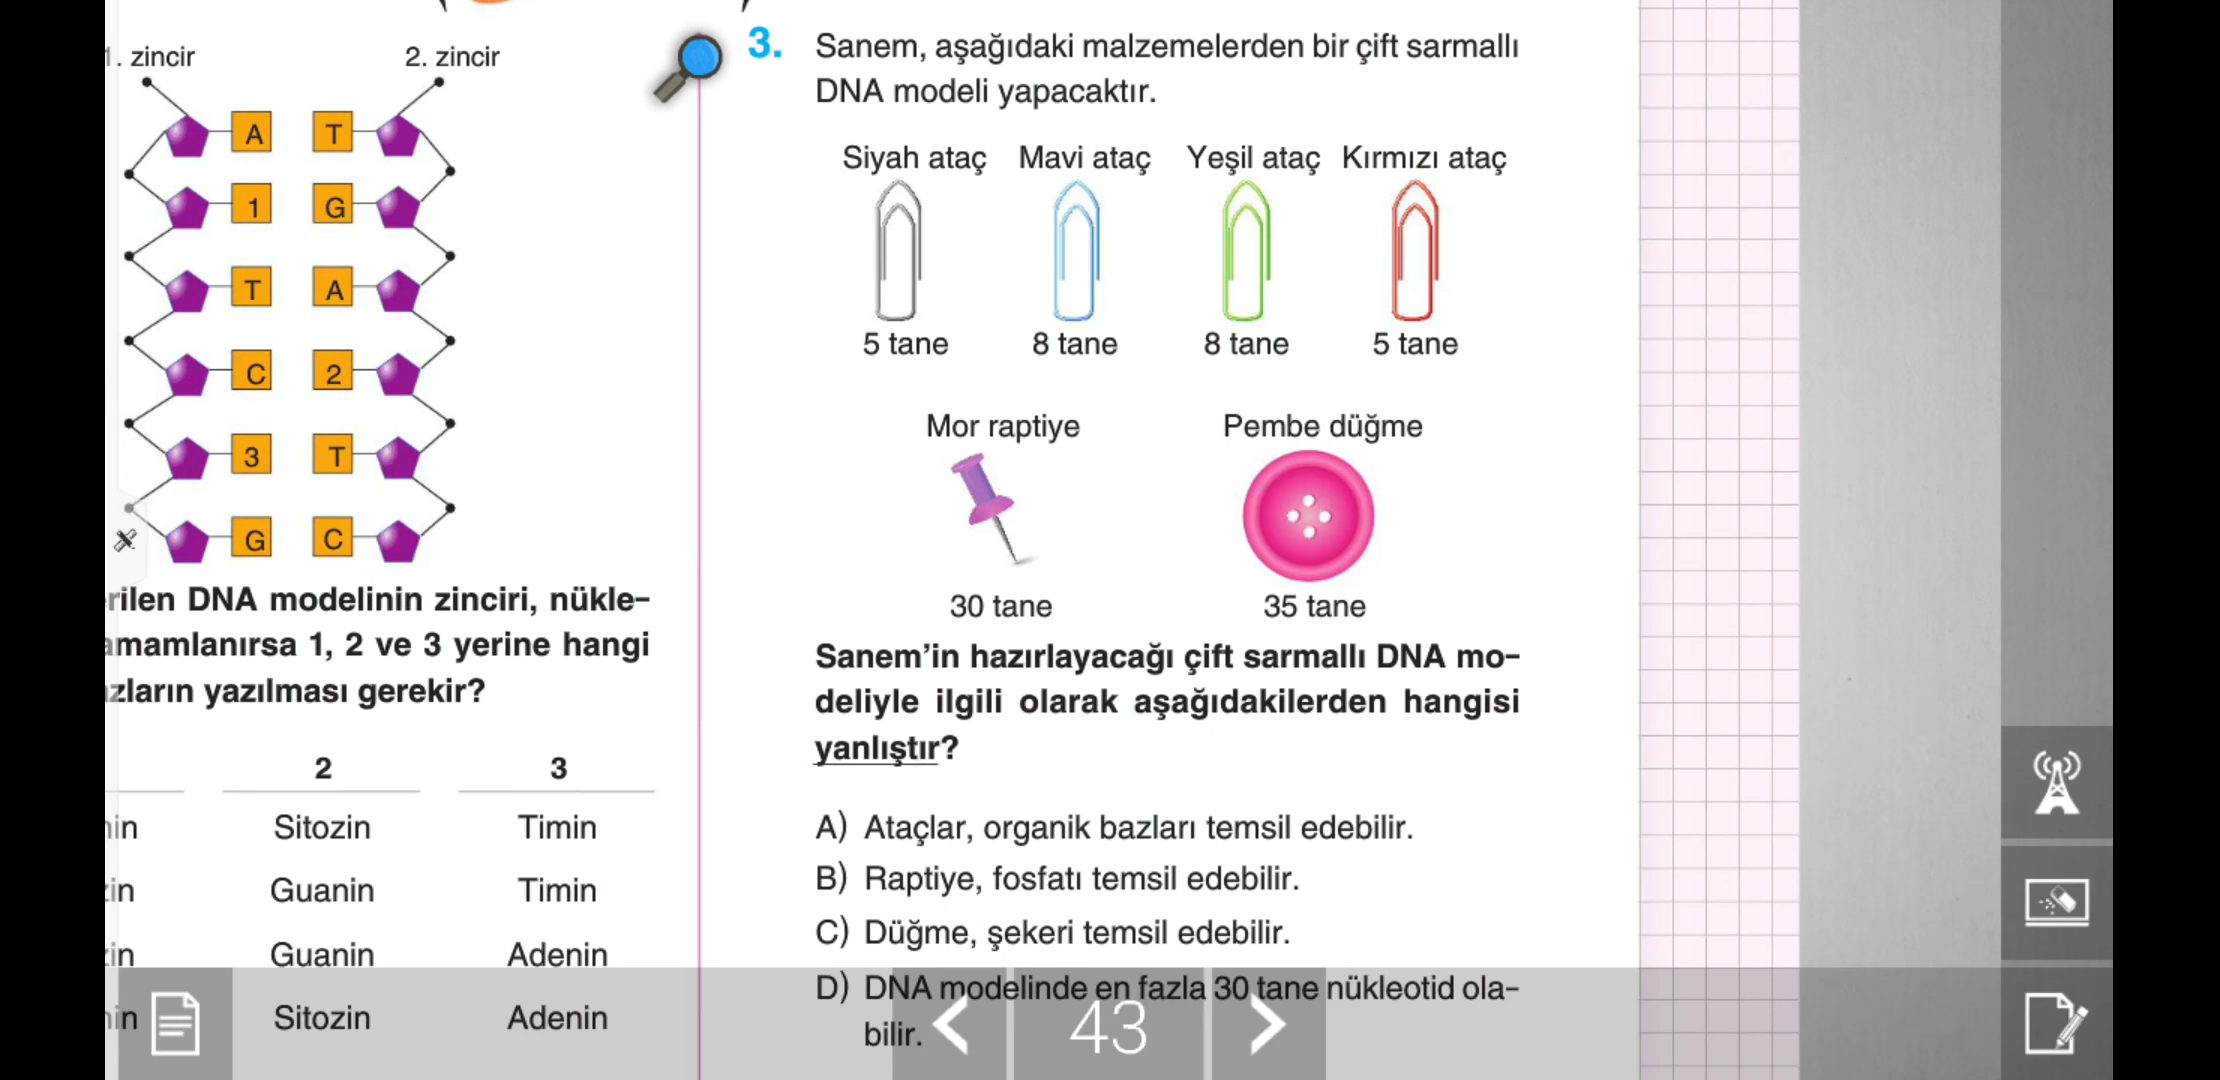 1. zincir
2. zincir
A T
1 G
T A
C 2
3 T
G C
rilen DNA modelinin zinciri, nükle-
amamlanırsa 1, 2 ve 3 yerine hangi
zların yazılması gerekir?
2 3
Sitozin Timin
Guanin Timin
Guanin Adenin
Sitozin Adenin
3. Sanem, aşağıdaki malzemelerden bir çift sarmallı
DNA modeli yapacaktır.
Siyah ataç Mavi ataç Yeşil ataç Kırmızı ataç
5 tane 8 tane 8 tane 5 tane
Mor raptiye Pembe düğme
30 tane 35 tane
Sanem'in hazırlayacağı çift sarmallı DNA mo-
deliyle ilgili olarak aşağıdakilerden hangisi
yanlıştır?
A) Ataçlar, organik bazları temsil edebilir.
B) Raptiye, fosfatı temsil edebilir.
C) Düğme, şekeri temsil edebilir.
D) DNA modelinde en fazla 30 tane nükleotid ola-
bilir.
43